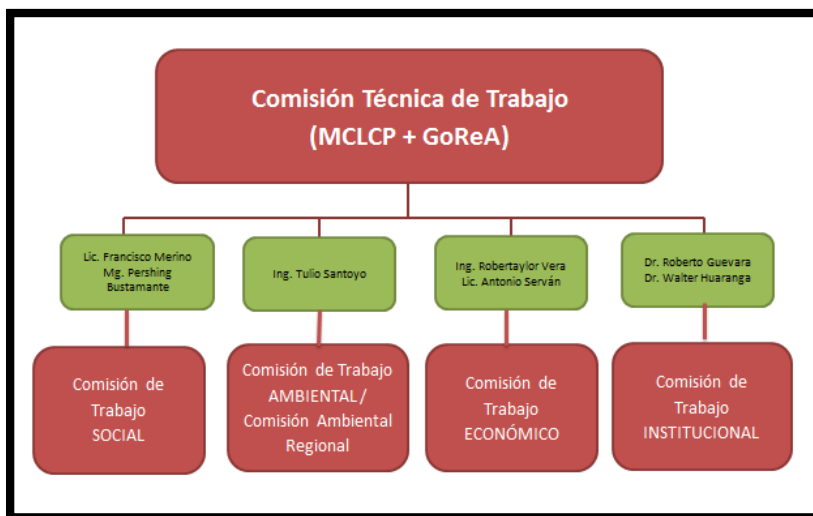 Comisión Técnica de Trabajo
(MCLCP + GoReA)
Lic. Francisco Merino
Mg. Pershing
Bustamante
Ing. Tulio Santoyo
Ing. Robertaylor Vera
Lic. Antonio Serván
Dr. Roberto Guevara
Dr. Walter Huaranga
Comisión de
Trabajo
SOCIAL
Comisión de Trabajo
AMBIENTAL /
Comisión Ambiental
Regional
Comisión de
Trabajo
ECONÓMICO
Comisión de
Trabajo
INSTITUCIONAL